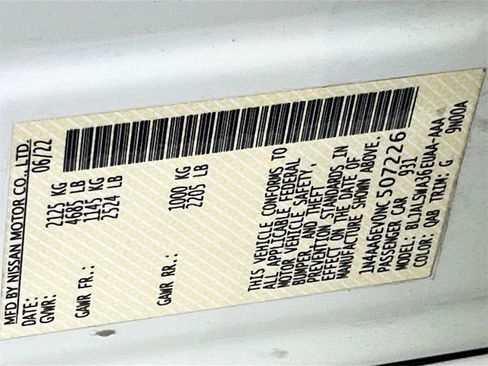 MFD BY NISSAN MOTOR CO., LTD.
DATE: 06/22
GWR: 2125 KG
4685 LB
GAWR FR.: 1145 KG
2524 LB
GAWR RR.: 1000 KG
2205 LB
THIS VEHICLE CONFORMS TO
ALL APPLICABLE FEDERAL
MOTOR VEHICLE SAFETY,
BUMPER, AND THEFT
PREVENTION STANDARDS IN
EFFECT ON THE DATE OF
MANUFACTURE SHOWN ABOVE.
1N4AA6EV0NC507226
PASSENGER CAR 931
MODEL: BLJALSWA36EUAA-AAA
COLOR: QAB TRIM: G 9W00A